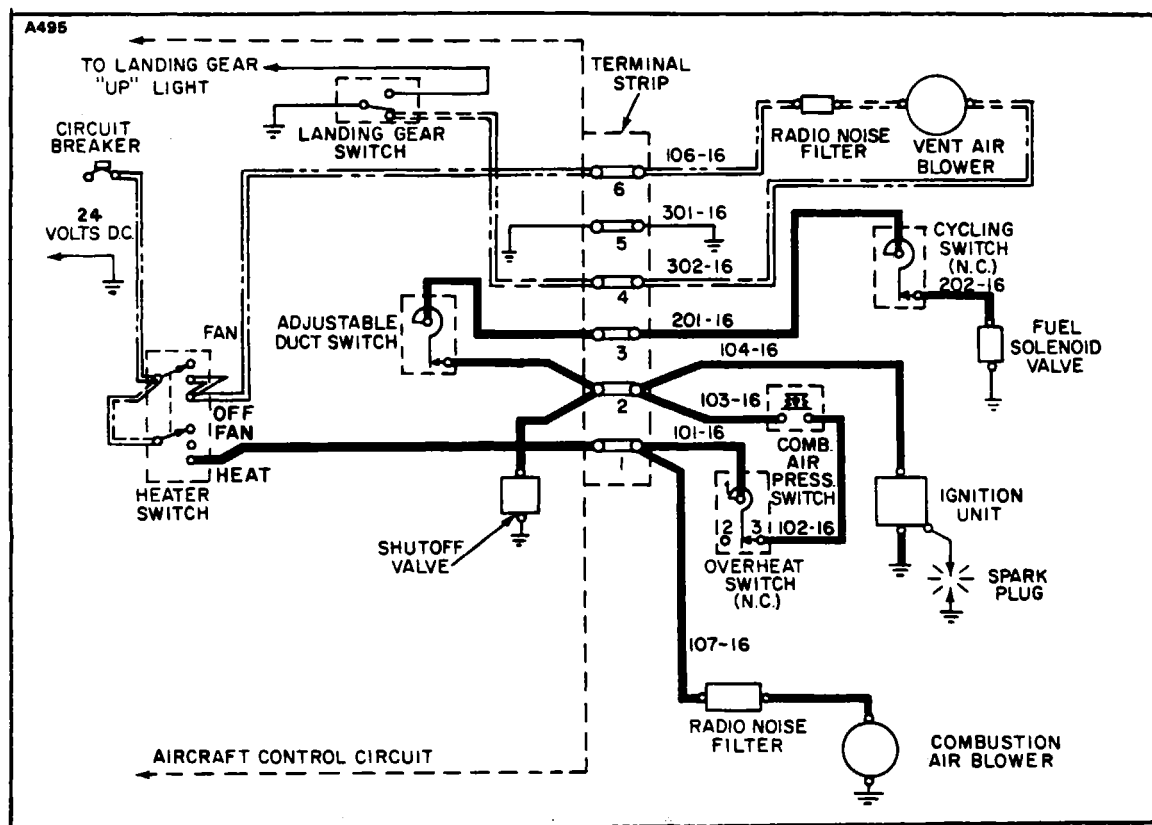 A495
TO LANDING GEAR
"UP" LIGHT
TERMINAL
STRIP
CIRCUIT
BREAKER
LANDING GEAR
SWITCH
RADIO NOISE
FILTER
VENT AIR
BLOWER
106-16
6
24
VOLTS D.C.
301-16
5
302-16
4
CYCLING
SWITCH
(N.C.)
202-16
ADJUSTABLE
DUCT SWITCH
201-16
3
FUEL
SOLENOID
VALVE
FAN
104-16
2
103-16
OFF
FAN
101-16
1
COMB.
AIR
PRESS.
SWITCH
HEAT
HEATER
SWITCH
IGNITION
UNIT
2
3
102-16
SHUTOFF
VALVE
OVERHEAT
SWITCH
(N.C.)
SPARK
PLUG
107-16
RADIO NOISE
FILTER
COMBUSTION
AIR BLOWER
AIRCRAFT CONTROL CIRCUIT